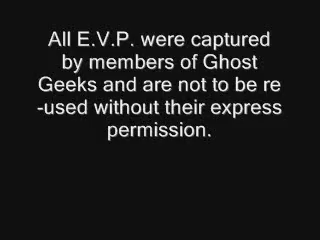 All E.V.P. were captured
by members of Ghost
Geeks and are not to be re
-used without their express
permission.